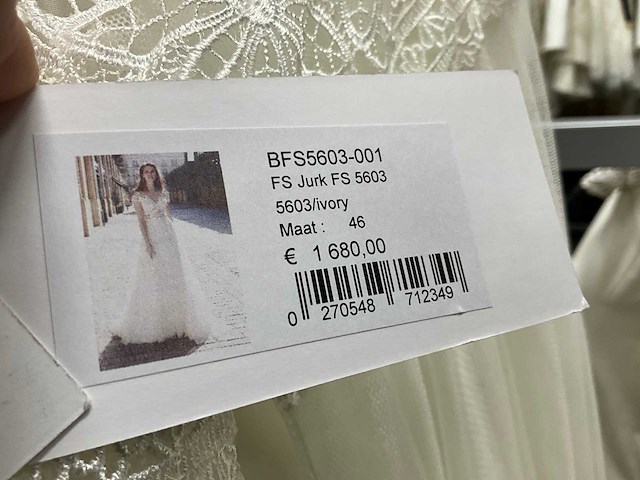 BFS5603-001
FS Jurk FS 5603
5603/ivory
Maat : 46
€ 1 680,00
0 270548 712349